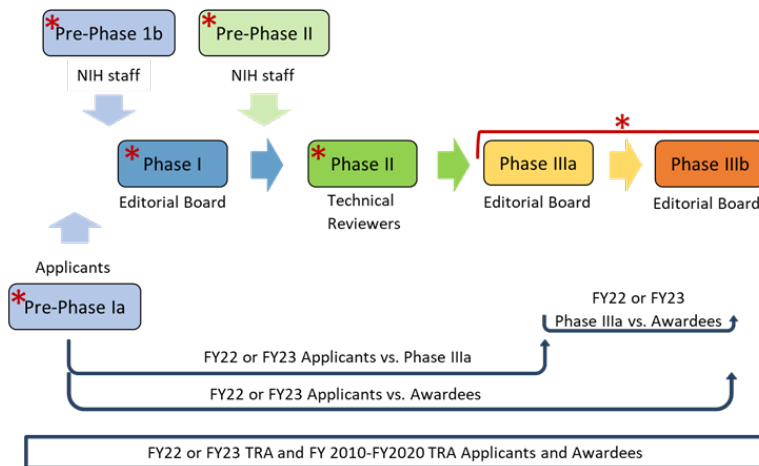 *Pre-Phase 1b
*Pre-Phase II
NIH staff
NIH staff
*
* Phase I
* Phase II
Phase IIIa
Phase IIIb
Editorial Board
Technical
Reviewers
Editorial Board
Editorial Board
Applicants
*Pre-Phase Ia
FY22 or FY23
Phase IIIa vs. Awardees
FY22 or FY23 Applicants vs. Phase IIIa
FY22 or FY23 Applicants vs. Awardees
FY22 or FY23 TRA and FY 2010-FY2020 TRA Applicants and Awardees